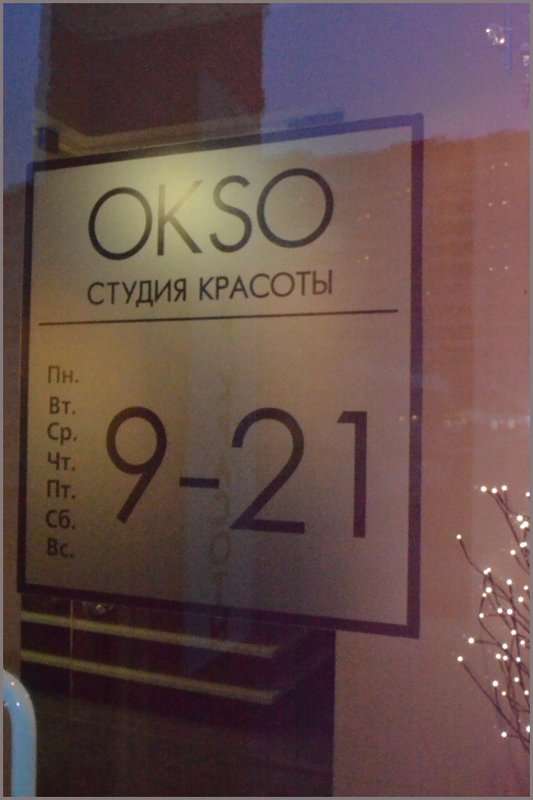 OKSO
СТУДИЯ КРАСОТЫ
Пн.
Вт.
Ср.
Чт.
Пт.
Сб.
Вс.
9-21